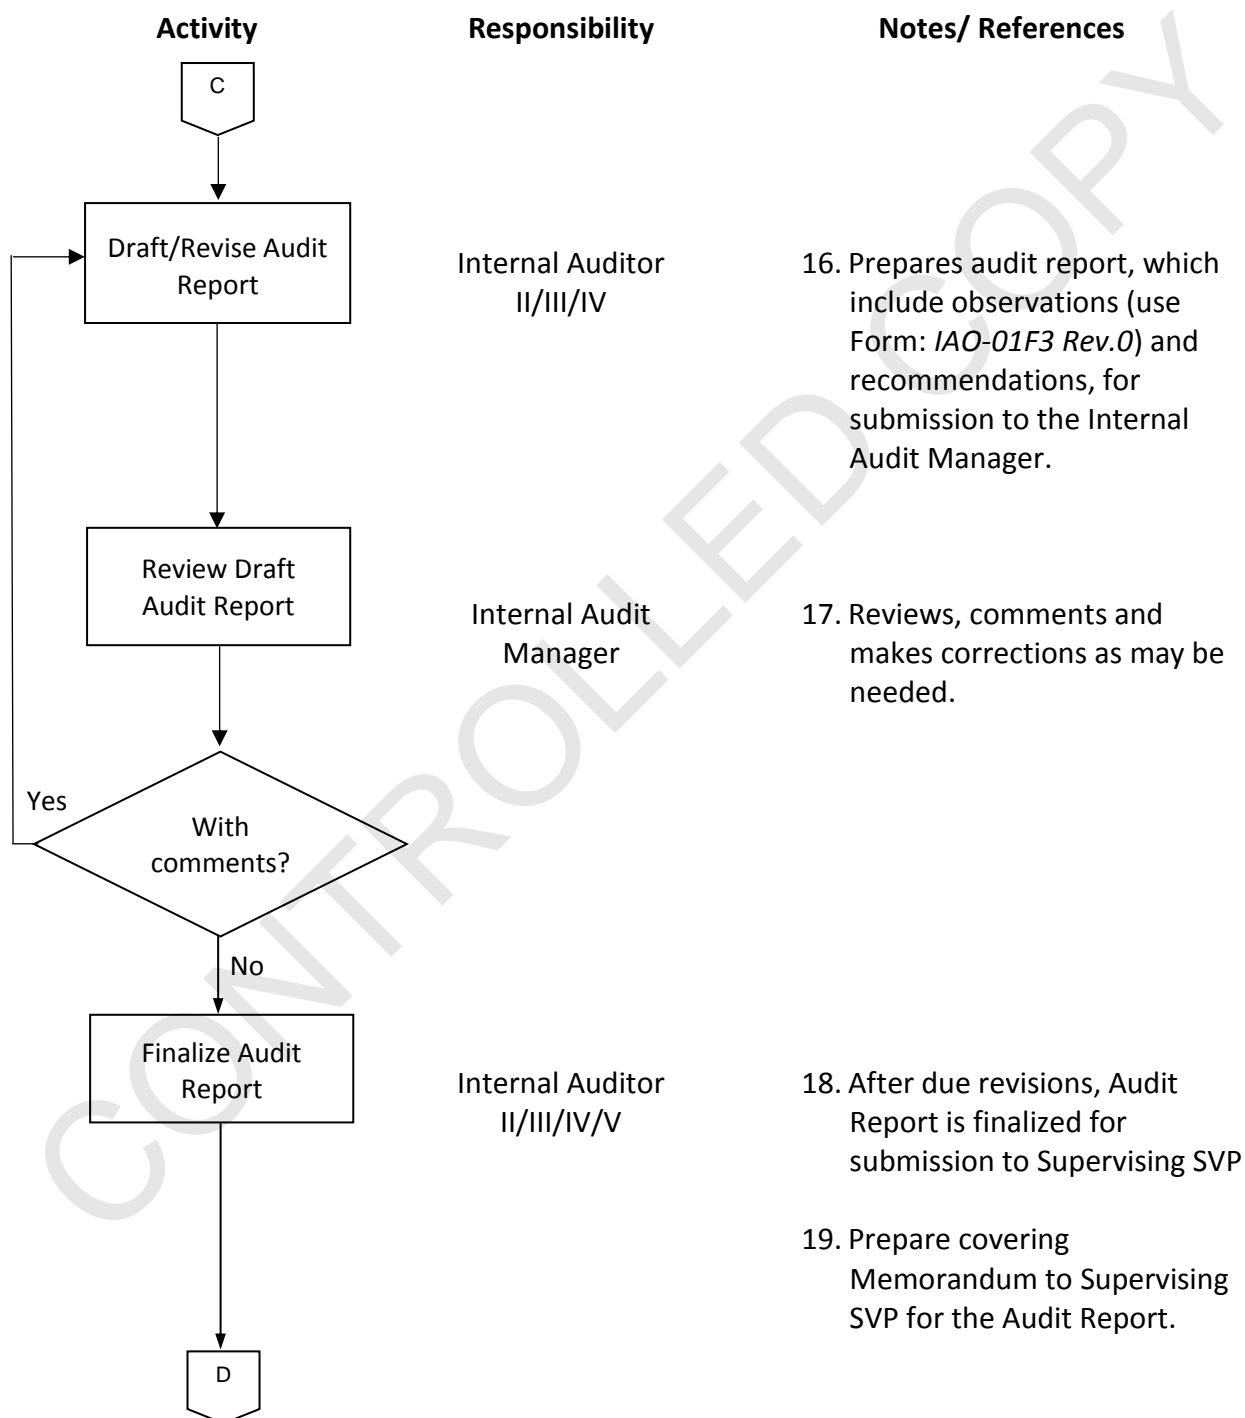 Activity Responsibility Notes/ References
C
Draft/Revise Audit
Report
Internal Auditor
II/III/IV
16. Prepares audit report, which
include observations (use
Form: IAO-01F3 Rev.0) and
recommendations, for
submission to the Internal
Audit Manager.
Review Draft
Audit Report
Internal Audit
Manager
17. Reviews, comments and
makes corrections as may be
needed.
Yes
With
comments?
No
Finalize Audit
Report
Internal Auditor
II/III/IV/V
18. After due revisions, Audit
Report is finalized for
submission to Supervising SVP
19. Prepare covering
Memorandum to Supervising
SVP for the Audit Report.
D
CONTROLLED COPY